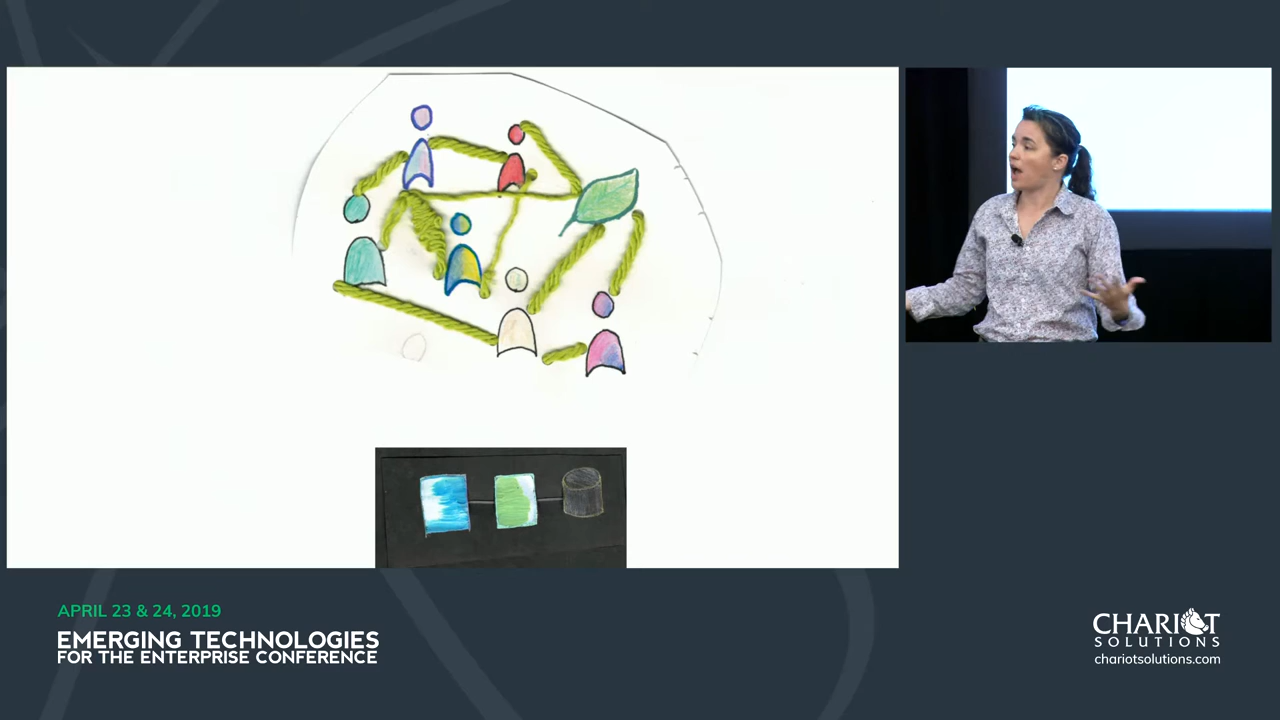 APRIL 23 & 24, 2019
EMERGING TECHNOLOGIES
FOR THE ENTERPRISE CONFERENCE
CHARIOT
SOLUTIONS
chariotsolutions.com